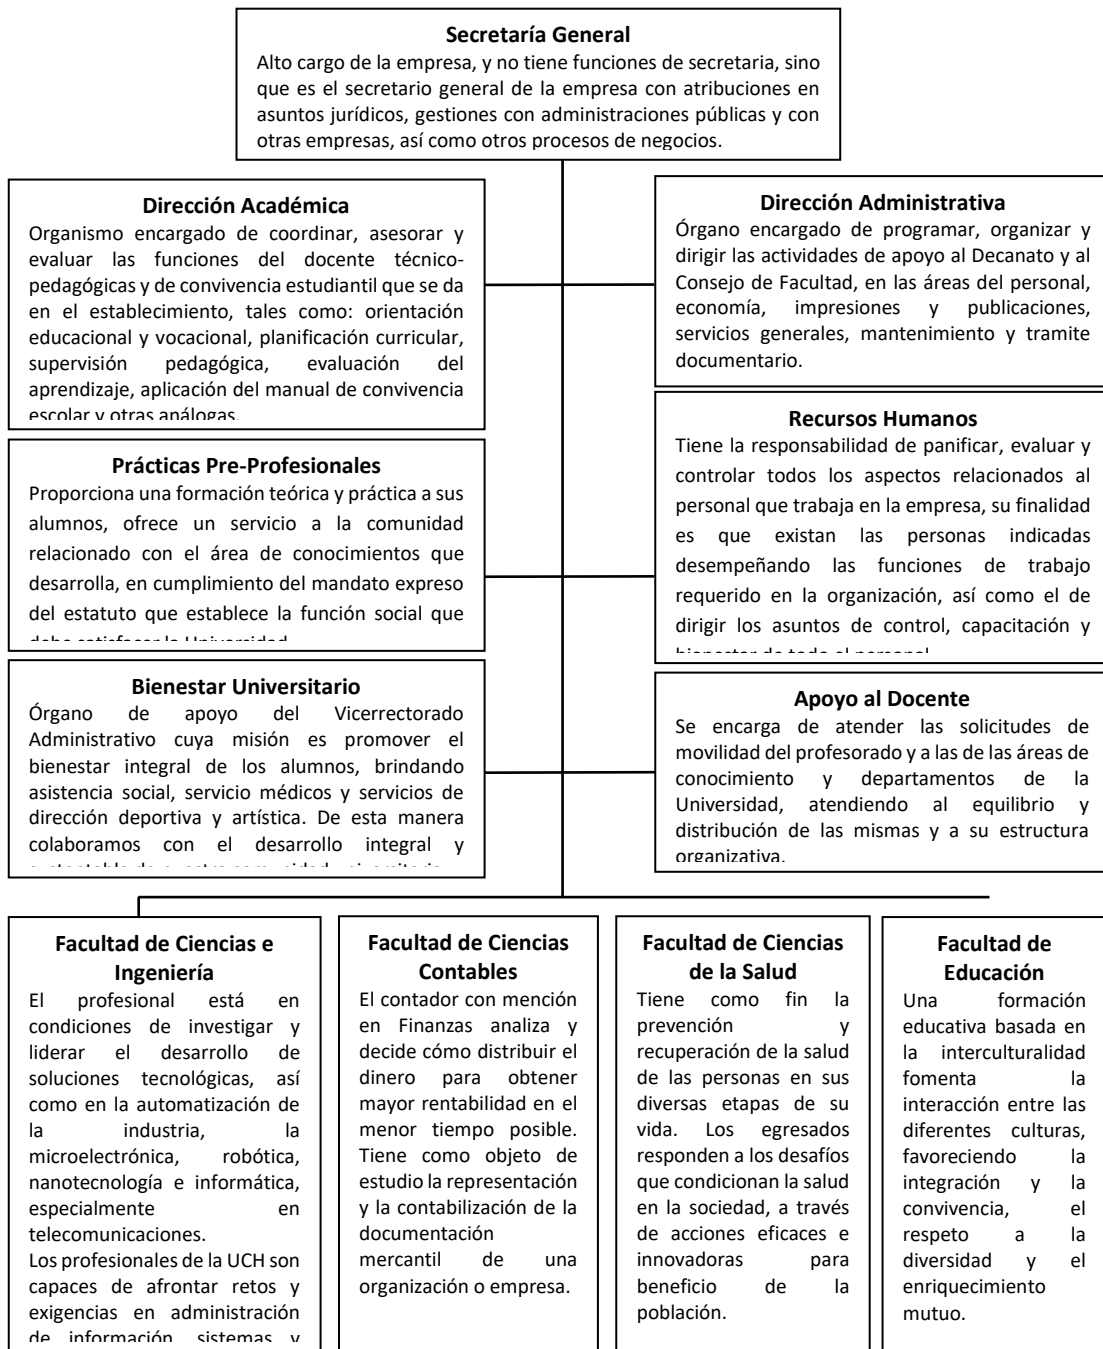 Secretaría General
Alto cargo de la empresa, y no tiene funciones de secretaria, sino
que es el secretario general de la empresa con atribuciones en
asuntos jurídicos, gestiones con administraciones públicas y con
otras empresas, así como otros procesos de negocios.
Dirección Académica
Organismo encargado de coordinar, asesorar y
evaluar las funciones del docente técnico-
pedagógicas y de convivencia estudiantil que se da
en el establecimiento, tales como: orientación
educacional y vocacional, planificación curricular,
supervisión pedagógica, evaluación del
aprendizaje, aplicación del manual de convivencia
escolar y otras análogas.
Dirección Administrativa
Órgano encargado de programar, organizar y
dirigir las actividades de apoyo al Decanato y al
Consejo de Facultad, en las áreas del personal,
economía, impresiones y publicaciones,
servicios generales, mantenimiento y tramite
documentario.
Prácticas Pre-Profesionales
Proporciona una formación teórica y práctica a sus
alumnos, ofrece un servicio a la comunidad
relacionado con el área de conocimientos que
desarrolla, en cumplimiento del mandato expreso
del estatuto que establece la función social que
debe satisfacer la Universidad
Recursos Humanos
Tiene la responsabilidad de panificar, evaluar y
controlar todos los aspectos relacionados al
personal que trabaja en la empresa, su finalidad
es que existan las personas indicadas
desempeñando las funciones de trabajo
requerido en la organización, así como el de
dirigir los asuntos de control, capacitación y
bienestar de todo el personal
Bienestar Universitario
Órgano de apoyo del Vicerrectorado
Administrativo cuya misión es promover el
bienestar integral de los alumnos, brindando
asistencia social, servicio médicos y servicios de
dirección deportiva y artística. De esta manera
colaboramos con el desarrollo integral y
Apoyo al Docente
Se encarga de atender las solicitudes de
movilidad del profesorado y a las de las áreas de
conocimiento y departamentos de la
Universidad, atendiendo al equilibrio y
distribución de las mismas y a su estructura
organizativa.
Facultad de Ciencias e
Ingeniería
El profesional está en
condiciones de investigar y
liderar el desarrollo de
soluciones tecnológicas, así
como en la automatización de
la industria, la
microelectrónica, robótica,
nanotecnología e informática,
especialmente en
telecomunicaciones.
Los profesionales de la UCH son
capaces de afrontar retos y
exigencias en administración
de información, sistemas y
Facultad de Ciencias
Contables
El contador con mención
en Finanzas analiza y
decide cómo distribuir el
dinero para obtener
mayor rentabilidad en el
menor tiempo posible.
Tiene como objeto de
estudio la representación
y la contabilización de la
documentación
mercantil de una
organización o empresa.
Facultad de Ciencias
de la Salud
Tiene como fin la
prevención y
recuperación de la salud
de las personas en sus
diversas etapas de su
vida. Los egresados
responden a los desafíos
que condicionan la salud
en la sociedad, a través
de acciones eficaces e
innovadoras para
beneficio de la
población.
Facultad de
Educación
Una formación
educativa basada en
la interculturalidad
fomenta la
interacción entre las
diferentes culturas,
favoreciendo la
integración y la
convivencia, el
respeto a la
diversidad y el
enriquecimiento
mutuo.